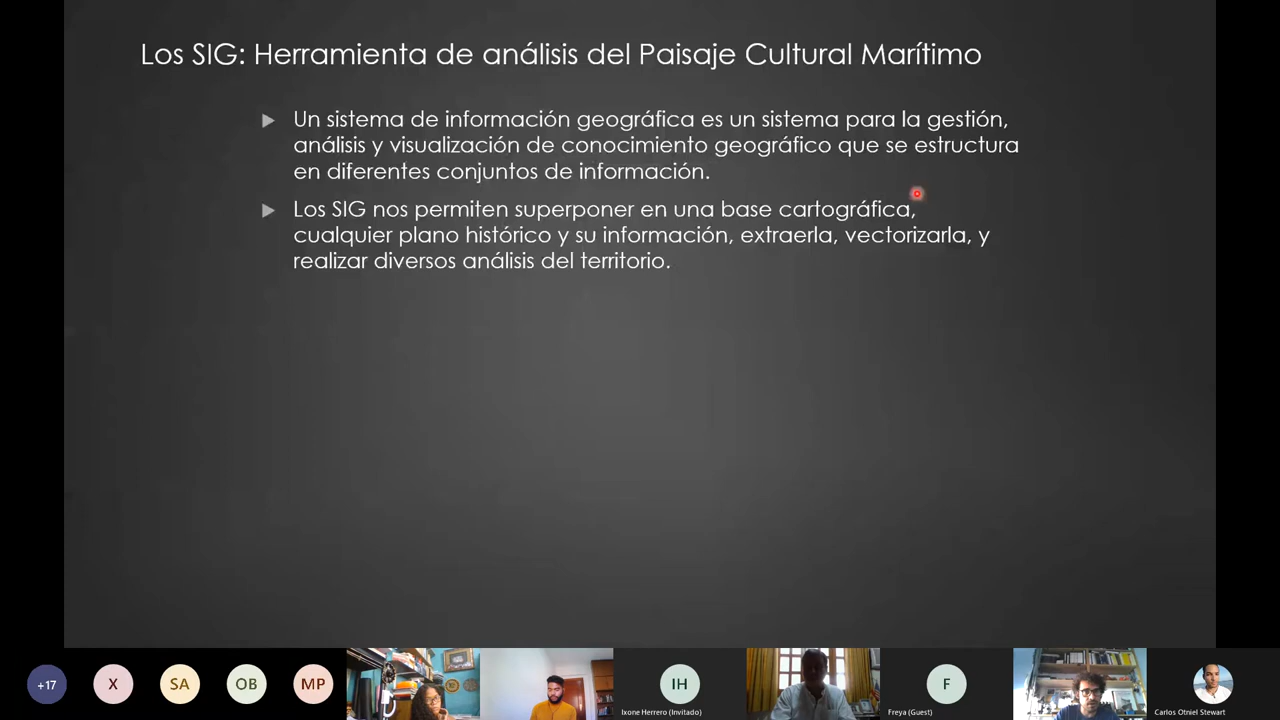 Los SIG: Herramienta de análisis del Paisaje Cultural Marítimo
Un sistema de información geográfica es un sistema para la gestión,
análisis y visualización de conocimiento geográfico que se estructura
en diferentes conjuntos de información.
Los SIG nos permiten superponer en una base cartográfica,
cualquier plano histórico y su información, extraerla, vectorizarla, y
realizar diversos análisis del territorio.
+17
X
SA
OB
MP
IH
Ixone Herrero (Invitado)
F
Freya (Guest)
Carlos Otniel Stewart